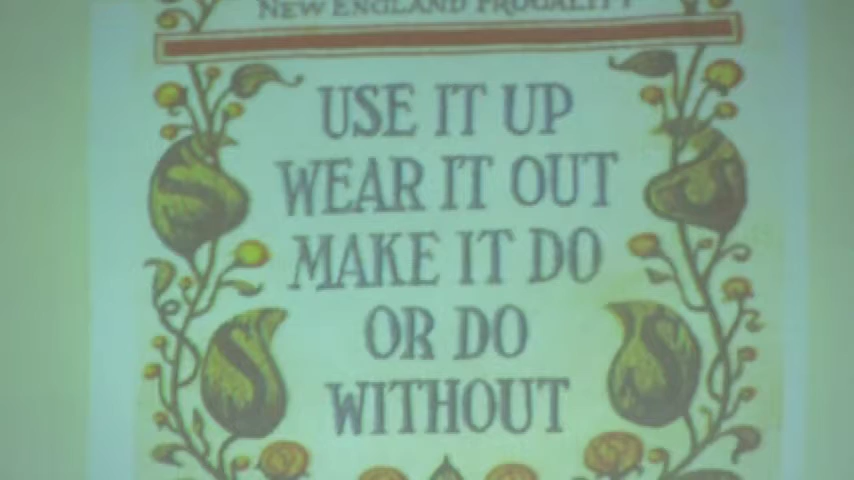 NEW ENGLAND FRUGALITY
USE IT UP
WEAR IT OUT
MAKE IT DO
OR DO
WITHOUT